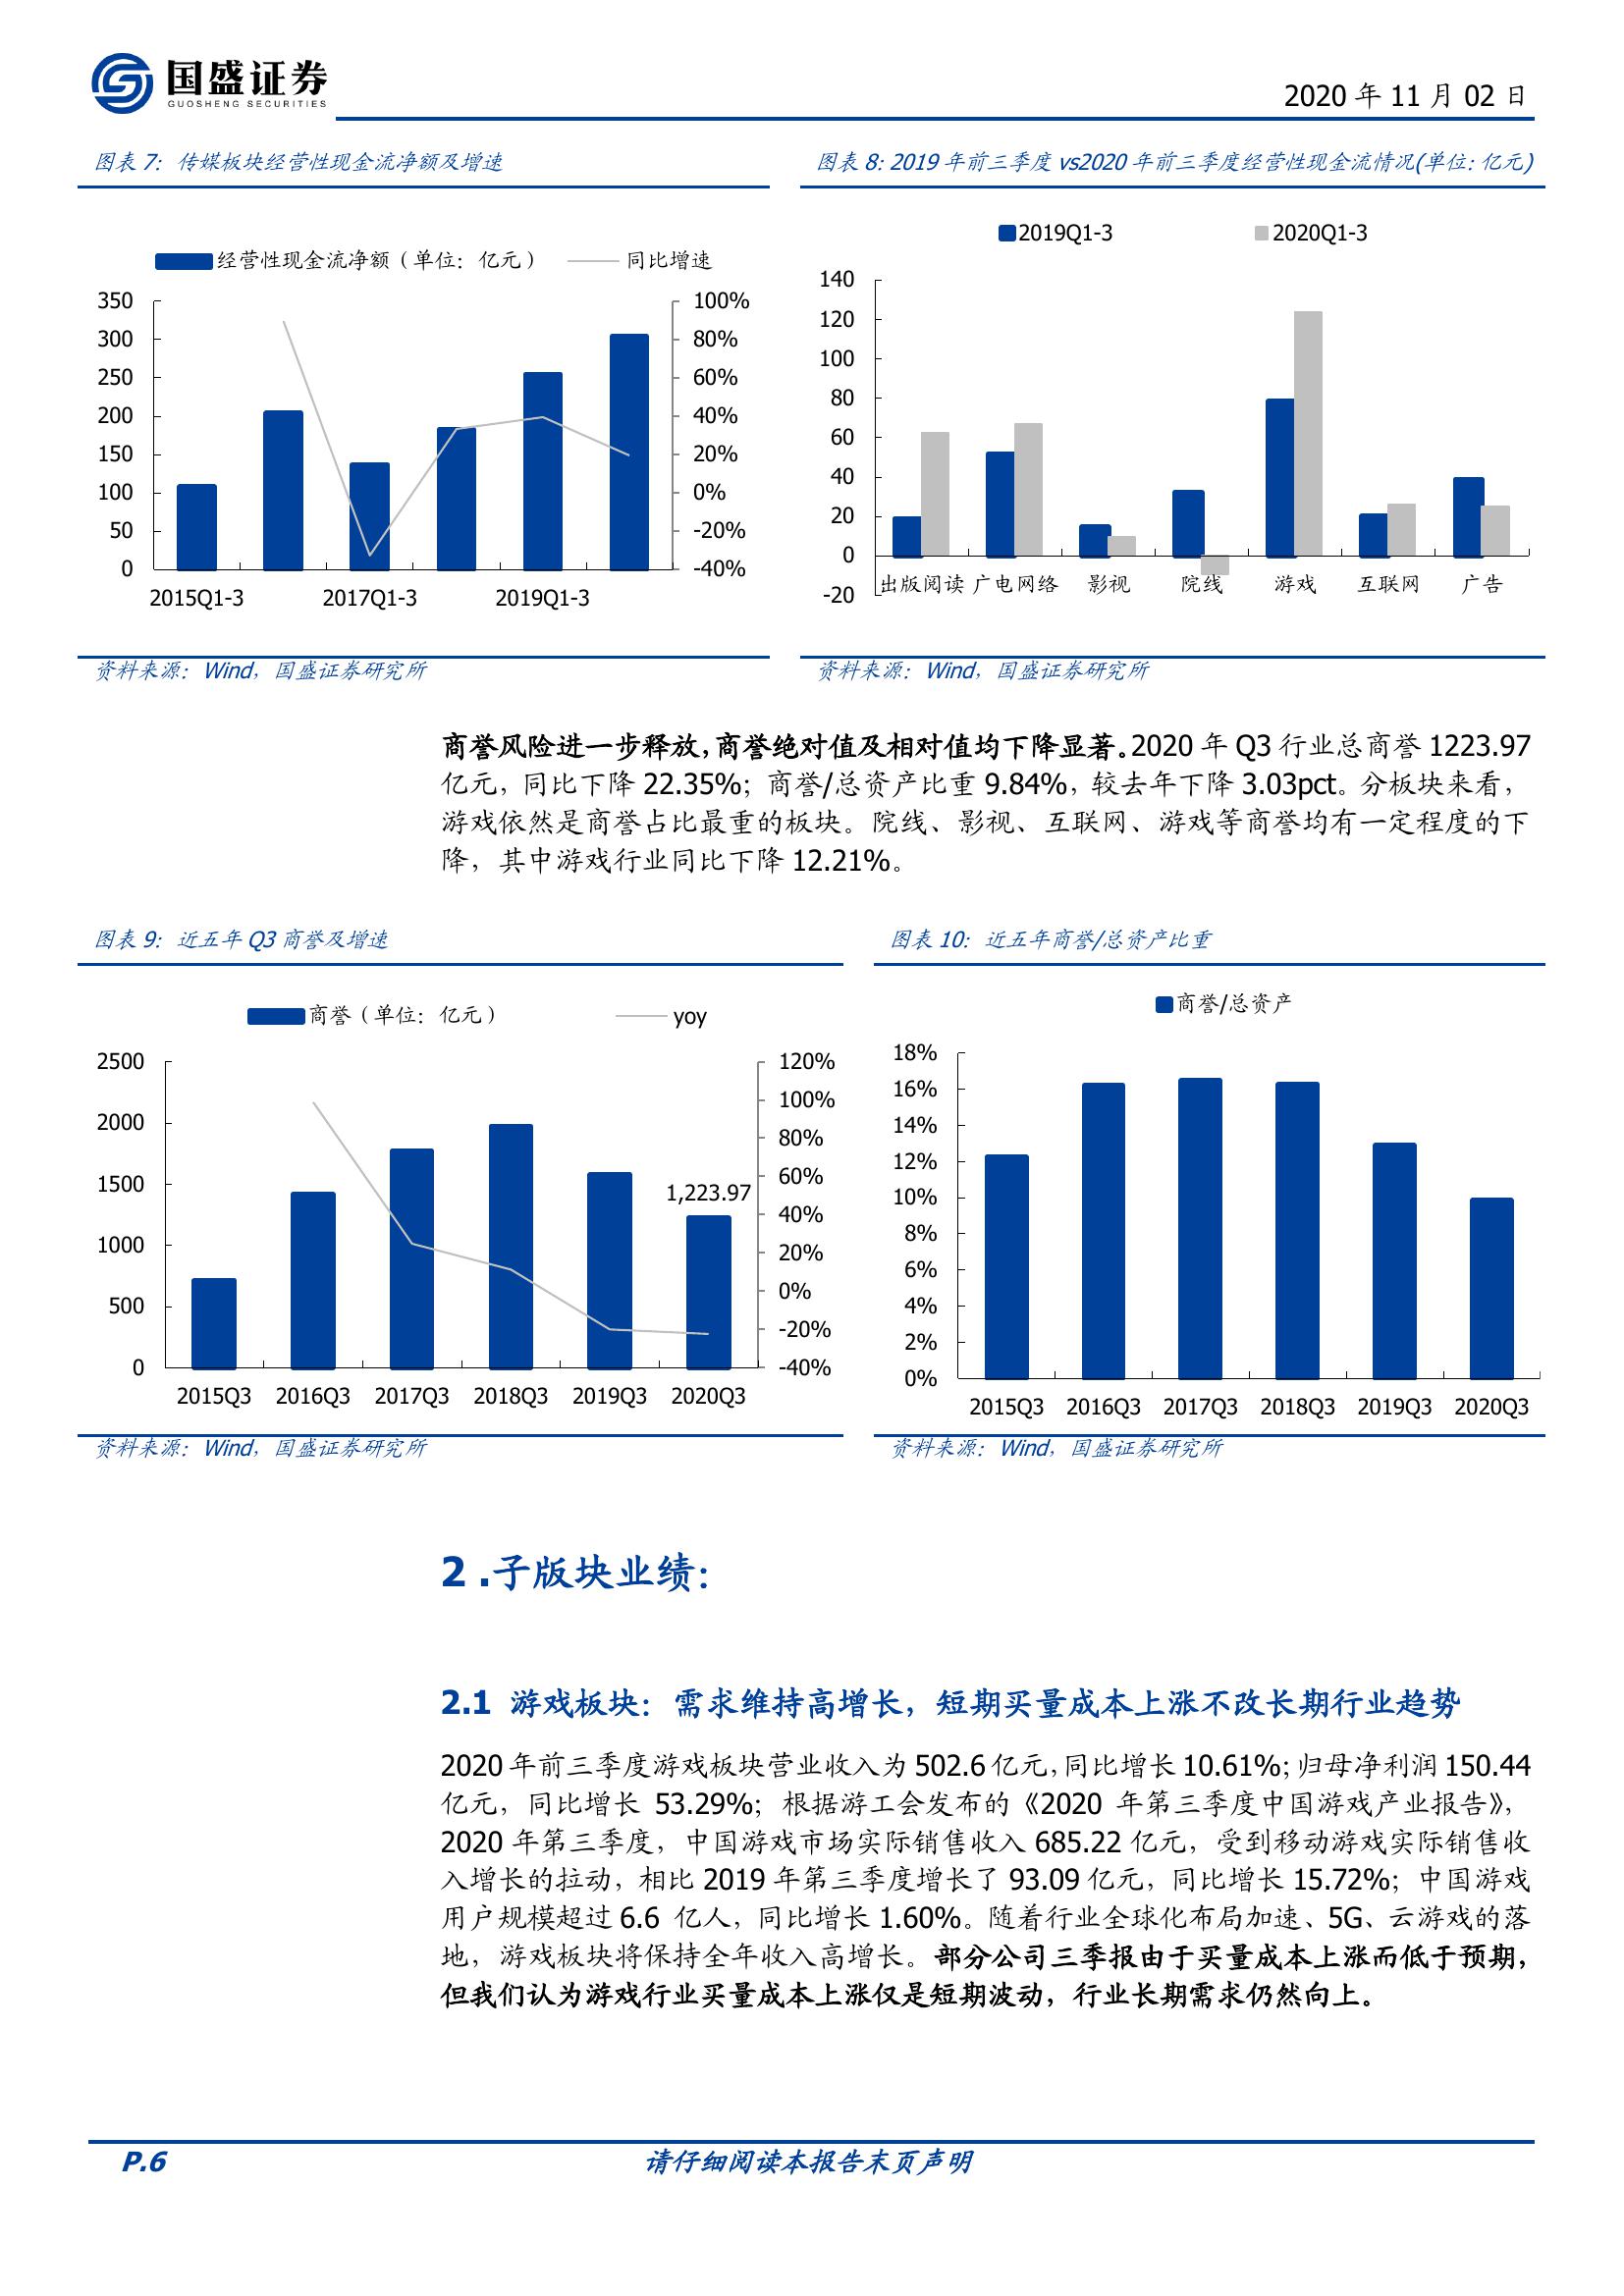 国盛证券
GUOSHENG SECURITIES
2020 年 11 月 02 日
图表 7：传媒板块经营性现金流净额及增速
经营性现金流净额（单位：亿元） 同比增速
350 100%
300 80%
250 60%
200 40%
150 20%
100 0%
50 -20%
0 -40%
2015Q1-3 2017Q1-3 2019Q1-3
资料来源：Wind，国盛证券研究所
图表 8: 2019 年前三季度 vs2020 年前三季度经营性现金流情况(单位: 亿元)
2019Q1-3 2020Q1-3
140
120
100
80
60
40
20
0
-20
出版阅读 广电网络 影视 院线 游戏 互联网 广告
资料来源：Wind，国盛证券研究所
商誉风险进一步释放，商誉绝对值及相对值均下降显著。2020 年 Q3 行业总商誉 1223.97
亿元，同比下降 22.35%；商誉/总资产比重 9.84%，较去年下降 3.03pct。分板块来看，
游戏依然是商誉占比最重的板块。院线、影视、互联网、游戏等商誉均有一定程度的下
降，其中游戏行业同比下降 12.21%。
图表 9：近五年 Q3 商誉及增速
商誉（单位：亿元） yoy
2500 120%
2000 100%
1500 80%
1000 60%
500 40%
0 20%
0%
-20%
-40%
1,223.97
2015Q3 2016Q3 2017Q3 2018Q3 2019Q3 2020Q3
资料来源：Wind，国盛证券研究所
图表 10：近五年商誉/总资产比重
商誉/总资产
18%
16%
14%
12%
10%
8%
6%
4%
2%
0%
2015Q3 2016Q3 2017Q3 2018Q3 2019Q3 2020Q3
资料来源：Wind，国盛证券研究所
2 .子版块业绩：
2.1 游戏板块：需求维持高增长，短期买量成本上涨不改长期行业趋势
2020 年前三季度游戏板块营业收入为 502.6 亿元，同比增长 10.61%；归母净利润 150.44
亿元，同比增长 53.29%；根据游工会发布的《2020 年第三季度中国游戏产业报告》，
2020 年第三季度，中国游戏市场实际销售收入 685.22 亿元，受到移动游戏实际销售收
入增长的拉动，相比 2019 年第三季度增长了 93.09 亿元，同比增长 15.72%；中国游戏
用户规模超过 6.6 亿人，同比增长 1.60%。随着行业全球化布局加速、5G、云游戏的落
地，游戏板块将保持全年收入高增长。部分公司三季报由于买量成本上涨而低于预期，
但我们认为游戏行业买量成本上涨仅是短期波动，行业长期需求仍然向上。
P.6 请仔细阅读本报告末页声明